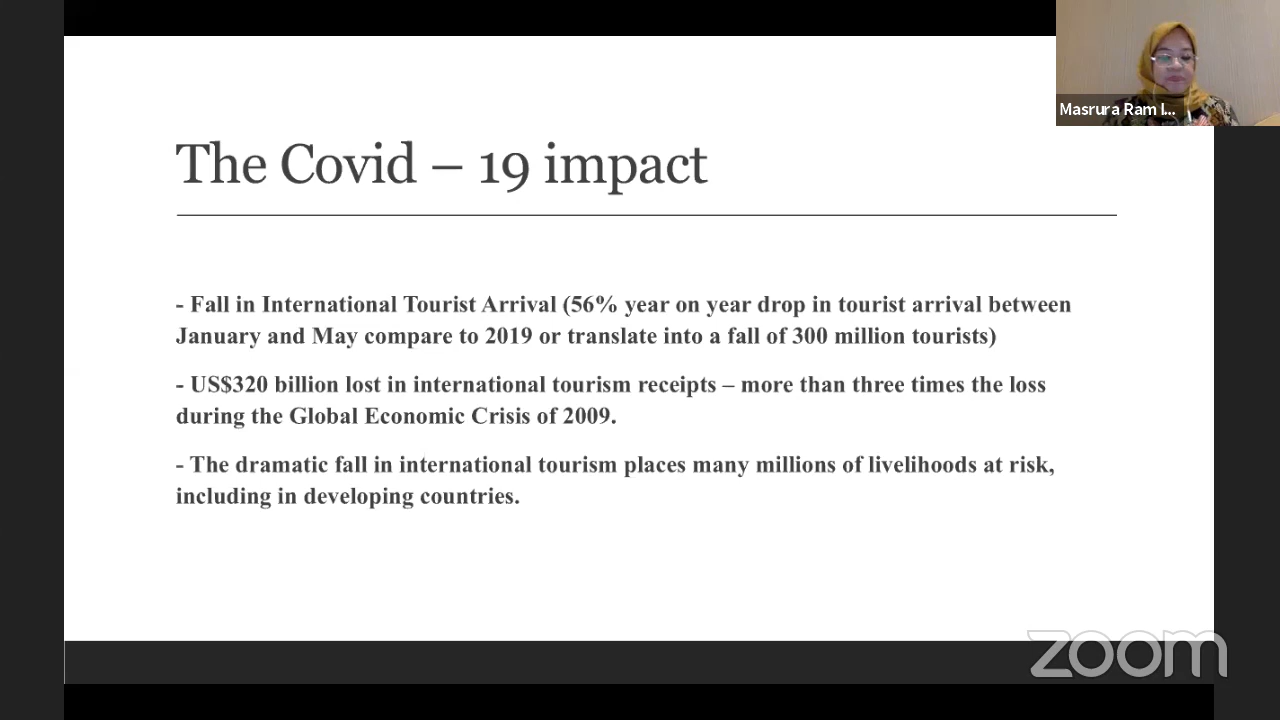 Masrura Ram I...
The Covid – 19 impact
- Fall in International Tourist Arrival (56% year on year drop in tourist arrival between
January and May compare to 2019 or translate into a fall of 300 million tourists)
- US$320 billion lost in international tourism receipts – more than three times the loss
during the Global Economic Crisis of 2009.
- The dramatic fall in international tourism places many millions of livelihoods at risk,
including in developing countries.
zoom